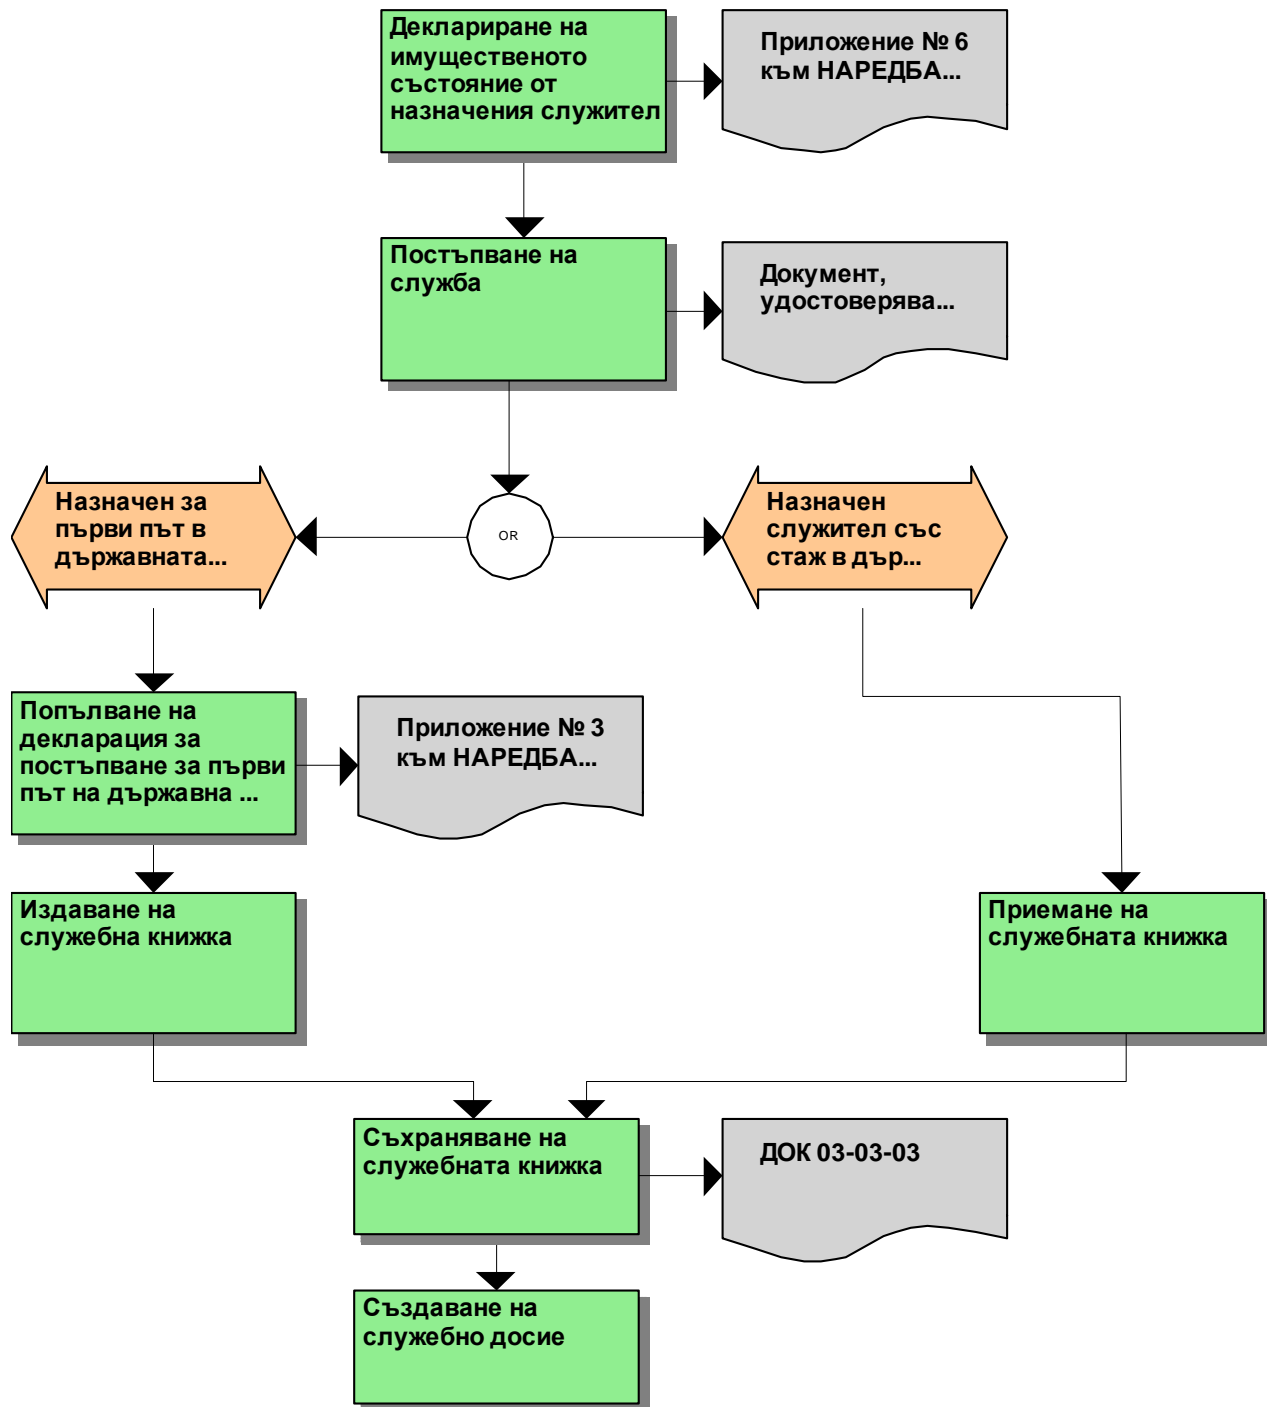 Деклариране на
имущественото
състояние от
назначения служител
Приложение № 6
към НАРЕДБА...
Постъпване на
служба
Документ,
удостоверява...
Назначен за
първи път в
държавната...
OR
Назначен
служител със
стаж в дър...
Попълване на
декларация за
постъпване за първи
път на държавна ...
Приложение № 3
към НАРЕДБА...
Издаване на
служебна книжка
Приемане на
служебната книжка
Съхраняване на
служебната книжка
ДОК 03-03-03
Създаване на
служебно досие